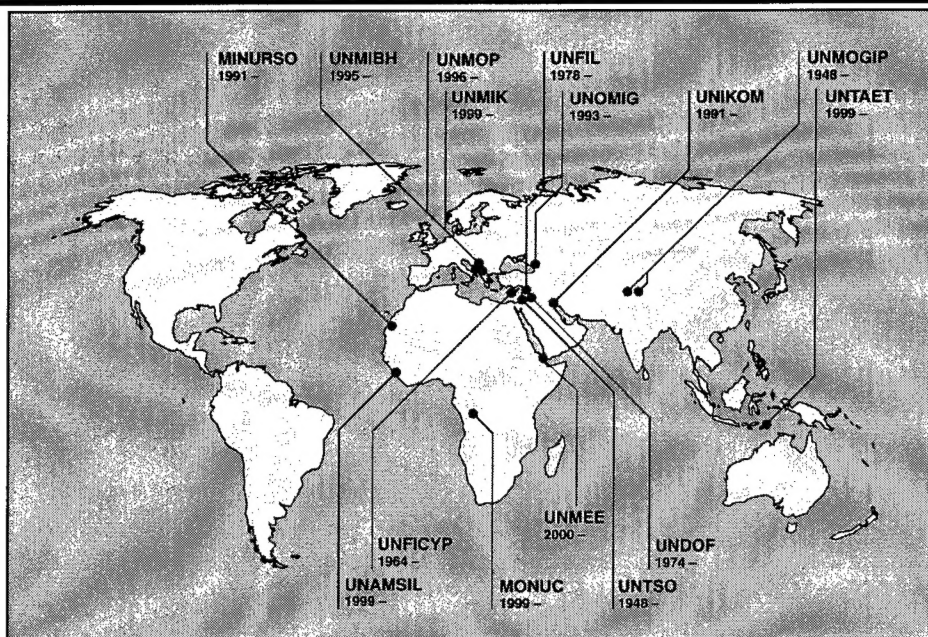 MINURSO
1991 –
UNMIBH
1995 –
UNMOP
1996 –
UNMIK
1999 –
UNFIL
1978 –
UNOMIG
1993 –
UNIKOM
1991 –
UNMOGIP
1948 –
UNTAET
1999 –
UNMEE
2000 –
UNFICYP
1964 –
UNDOF
1974 –
UNAMSIL
1999 –
MONUC
1999 –
UNTSO
1948 –